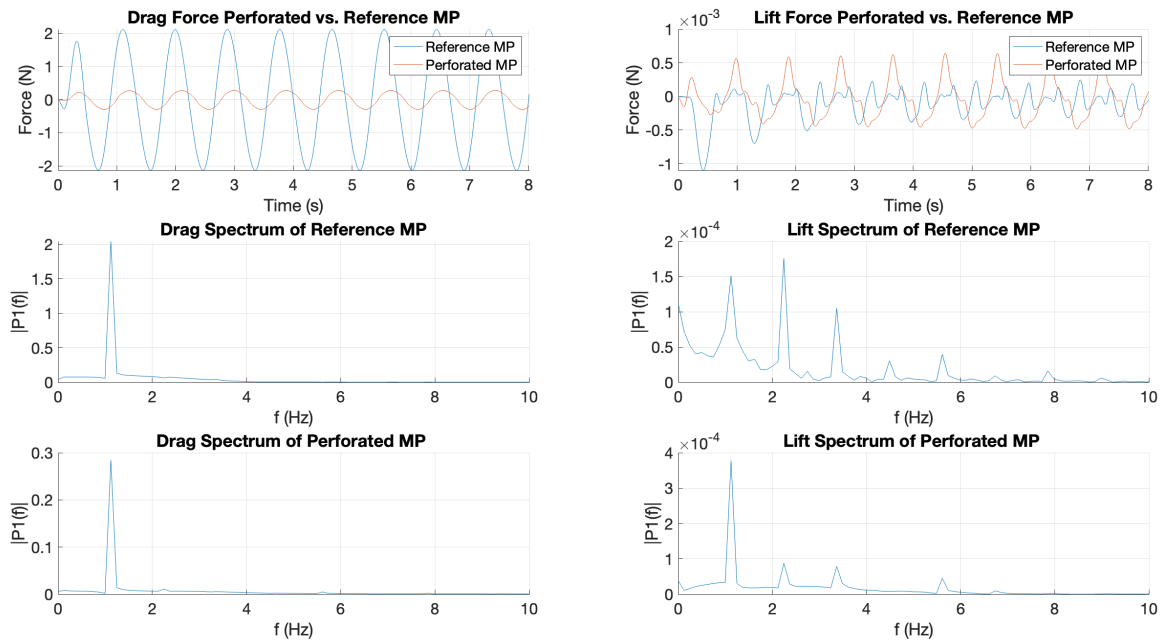 Drag Force Perforated vs. Reference MP
Force (N)
2
1
0
-1
-2
Reference MP
Perforated MP
0 1 2 3 4 5 6 7 8
Time (s)
Lift Force Perforated vs. Reference MP
×10⁻³
Force (N)
1
0.5
0
-0.5
-1
Reference MP
Perforated MP
0 1 2 3 4 5 6 7 8
Time (s)
Drag Spectrum of Reference MP
|P1(f)|
2
1.5
1
0.5
0
0 2 4 6 8 10
f (Hz)
Lift Spectrum of Reference MP
×10⁻⁴
|P1(f)|
2
1.5
1
0.5
0
0 2 4 6 8 10
f (Hz)
Drag Spectrum of Perforated MP
|P1(f)|
0.3
0.2
0.1
0
0 2 4 6 8 10
f (Hz)
Lift Spectrum of Perforated MP
×10⁻⁴
|P1(f)|
4
3
2
1
0
0 2 4 6 8 10
f (Hz)